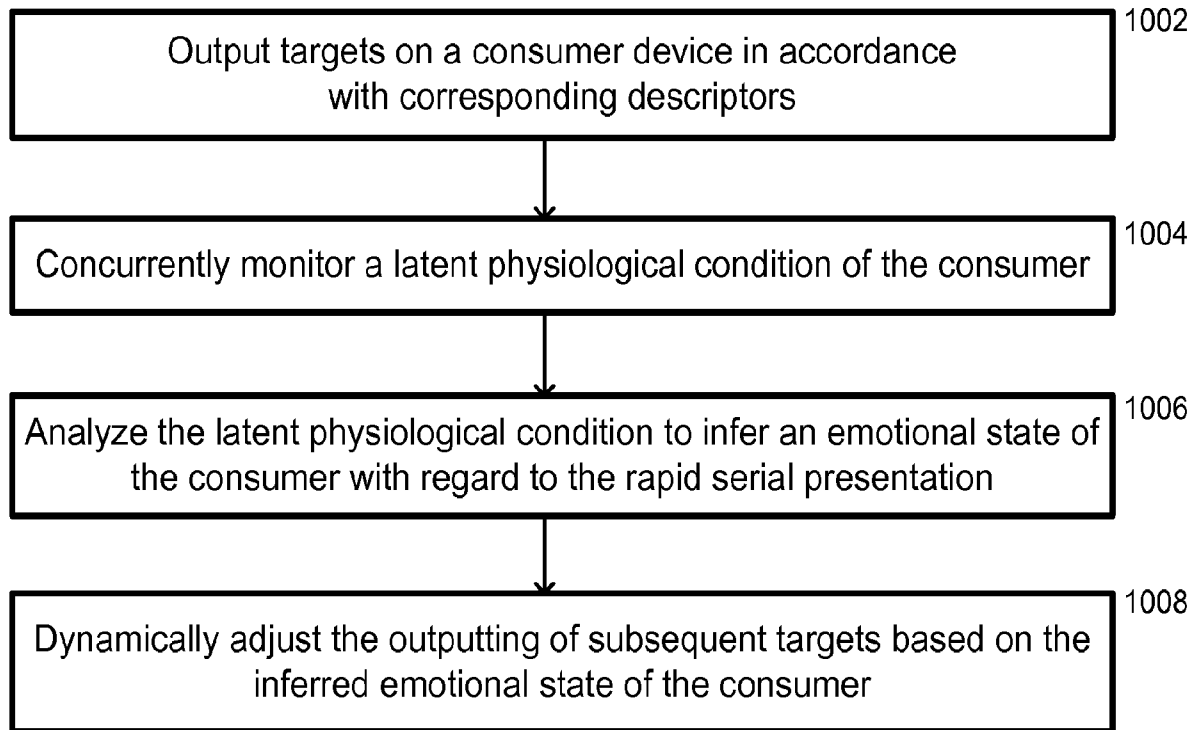 1002
Output targets on a consumer device in accordance
with corresponding descriptors
1004
Concurrently monitor a latent physiological condition of the consumer
1006
Analyze the latent physiological condition to infer an emotional state of
the consumer with regard to the rapid serial presentation
1008
Dynamically adjust the outputting of subsequent targets based on the
inferred emotional state of the consumer